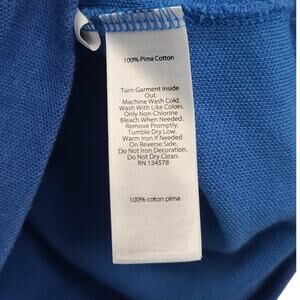 100% Pima Cotton
Turn Garment Inside
Out.
Machine Wash Cold.
Wash With Like Colors.
Only Non-Chlorine
Bleach When Needed.
Remove Promptly.
Tumble Dry Low.
Warm Iron If Needed
On Reverse Side.
Do Not Iron Decoration.
Do Not Dry Clean.
RN 134578
100% coton pima